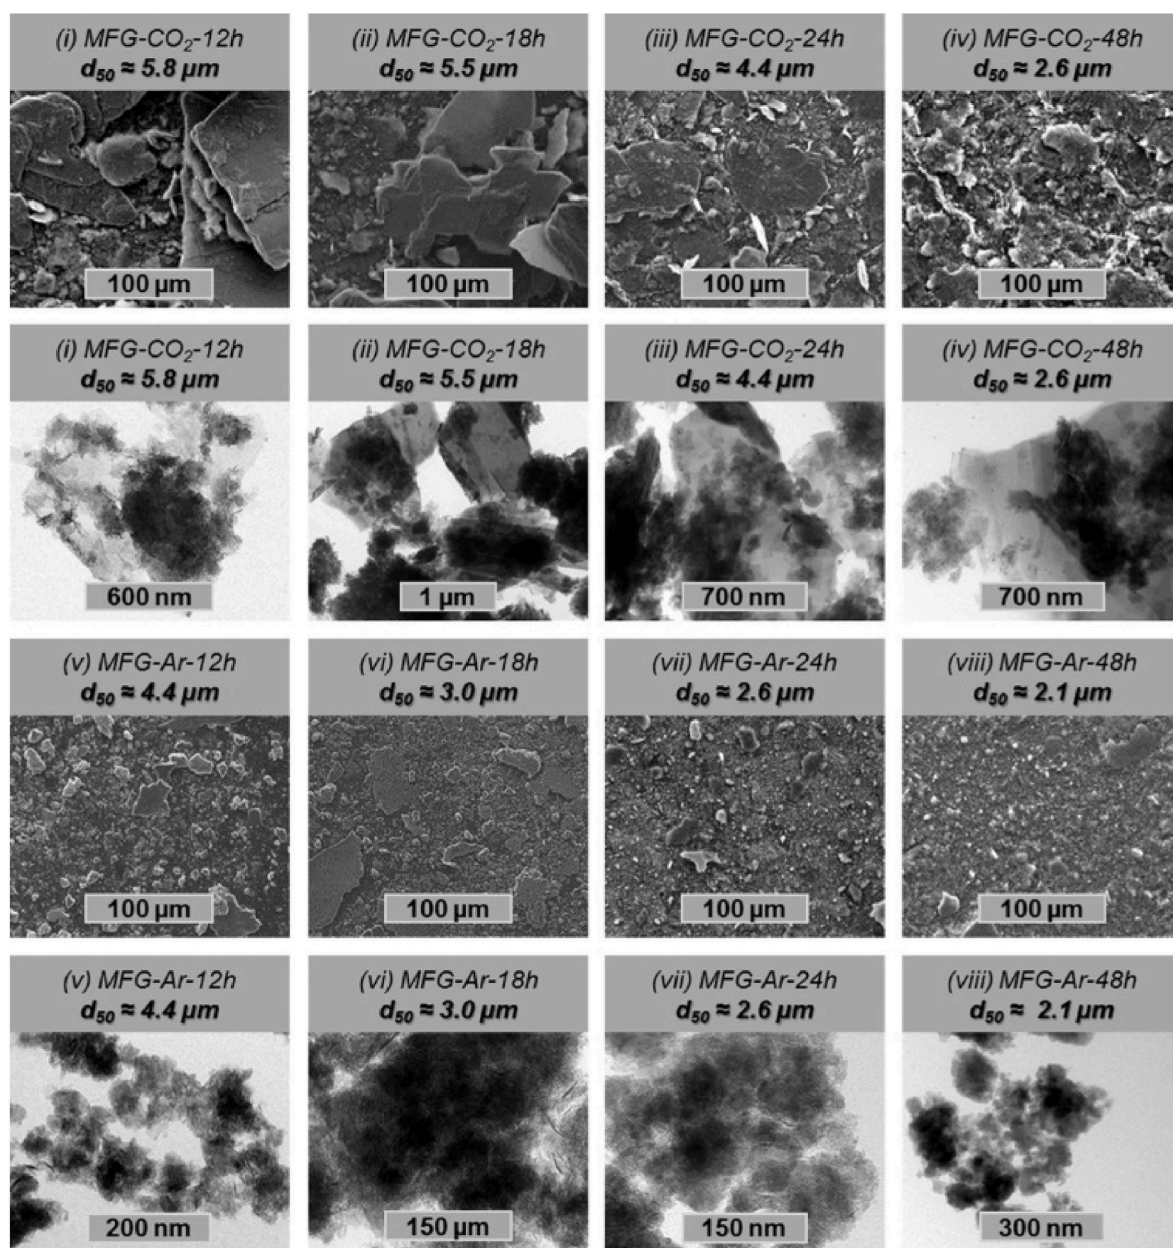 (i) MFG-CO₂-12h
d₅₀ ≈ 5.8 µm
100 µm
(ii) MFG-CO₂-18h
d₅₀ ≈ 5.5 µm
100 µm
(iii) MFG-CO₂-24h
d₅₀ ≈ 4.4 µm
100 µm
(iv) MFG-CO₂-48h
d₅₀ ≈ 2.6 µm
100 µm
(i) MFG-CO₂-12h
d₅₀ ≈ 5.8 µm
600 nm
(ii) MFG-CO₂-18h
d₅₀ ≈ 5.5 µm
1 µm
(iii) MFG-CO₂-24h
d₅₀ ≈ 4.4 µm
700 nm
(iv) MFG-CO₂-48h
d₅₀ ≈ 2.6 µm
700 nm
(v) MFG-Ar-12h
d₅₀ ≈ 4.4 µm
100 µm
(vi) MFG-Ar-18h
d₅₀ ≈ 3.0 µm
100 µm
(vii) MFG-Ar-24h
d₅₀ ≈ 2.6 µm
100 µm
(viii) MFG-Ar-48h
d₅₀ ≈ 2.1 µm
100 µm
(v) MFG-Ar-12h
d₅₀ ≈ 4.4 µm
200 nm
(vi) MFG-Ar-18h
d₅₀ ≈ 3.0 µm
150 µm
(vii) MFG-Ar-24h
d₅₀ ≈ 2.6 µm
150 nm
(viii) MFG-Ar-48h
d₅₀ ≈ 2.1 µm
300 nm